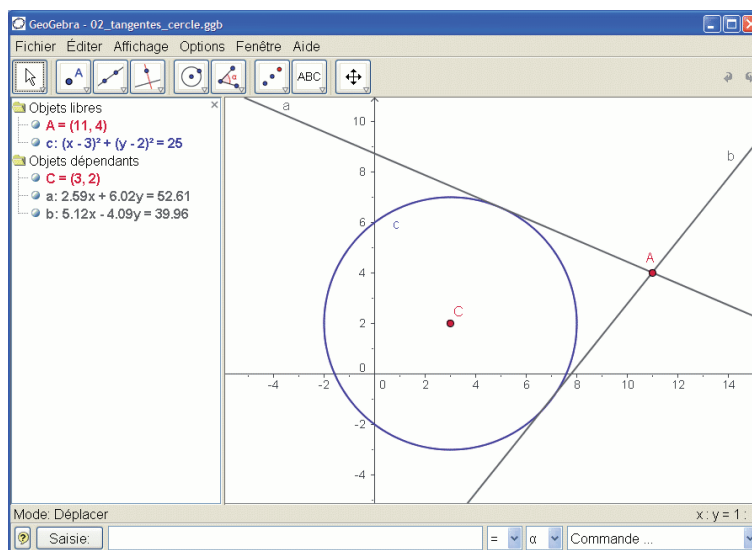 GeoGebra - 02_tangentes_cercle.ggb
Fichier Éditer Affichage Options Fenêtre Aide
A α ABC
Objets libres
A = (11, 4)
c: (x - 3)² + (y - 2)² = 25
Objets dépendants
C = (3, 2)
a: 2.59x + 6.02y = 52.61
b: 5.12x - 4.09y = 39.96
a
10
b
8
6
c
4
A
2
C
0
-4 -2 0 2 4 6 8 10 12 14
-2
-4
Mode: Déplacer x : y = 1 :
Saisie: = α Commande ...